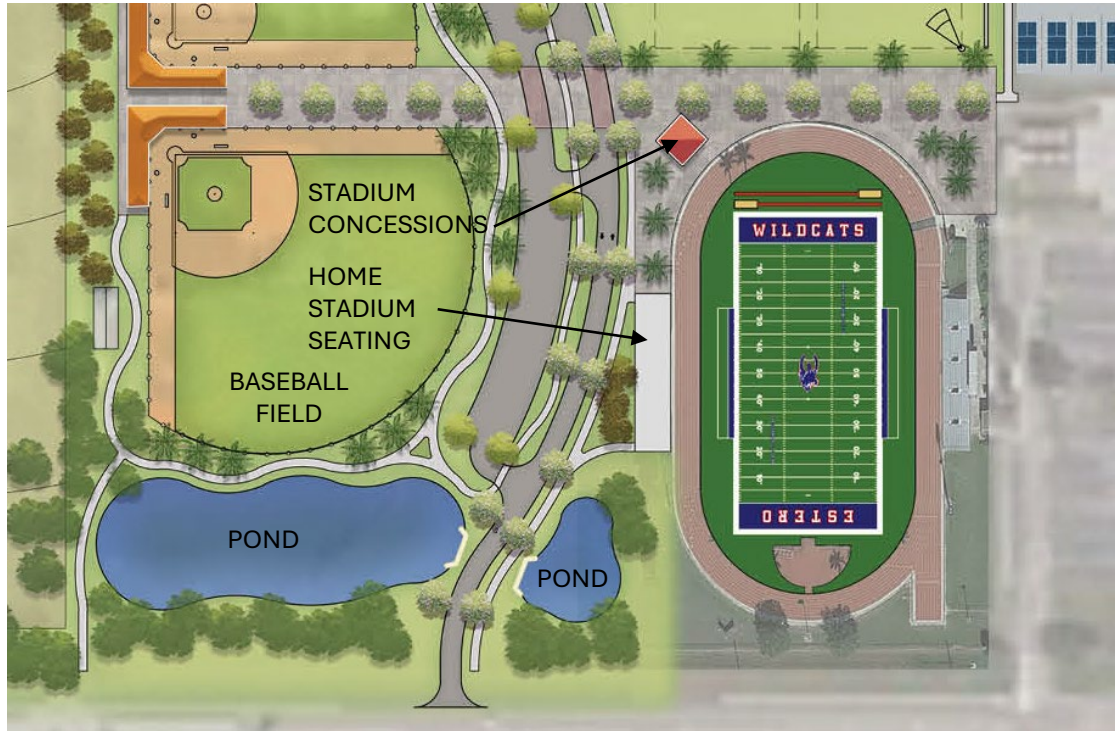 STADIUM
CONCESSIONS
HOME
STADIUM
SEATING
BASEBALL
FIELD
POND
POND
WILDCATS
ESTERO